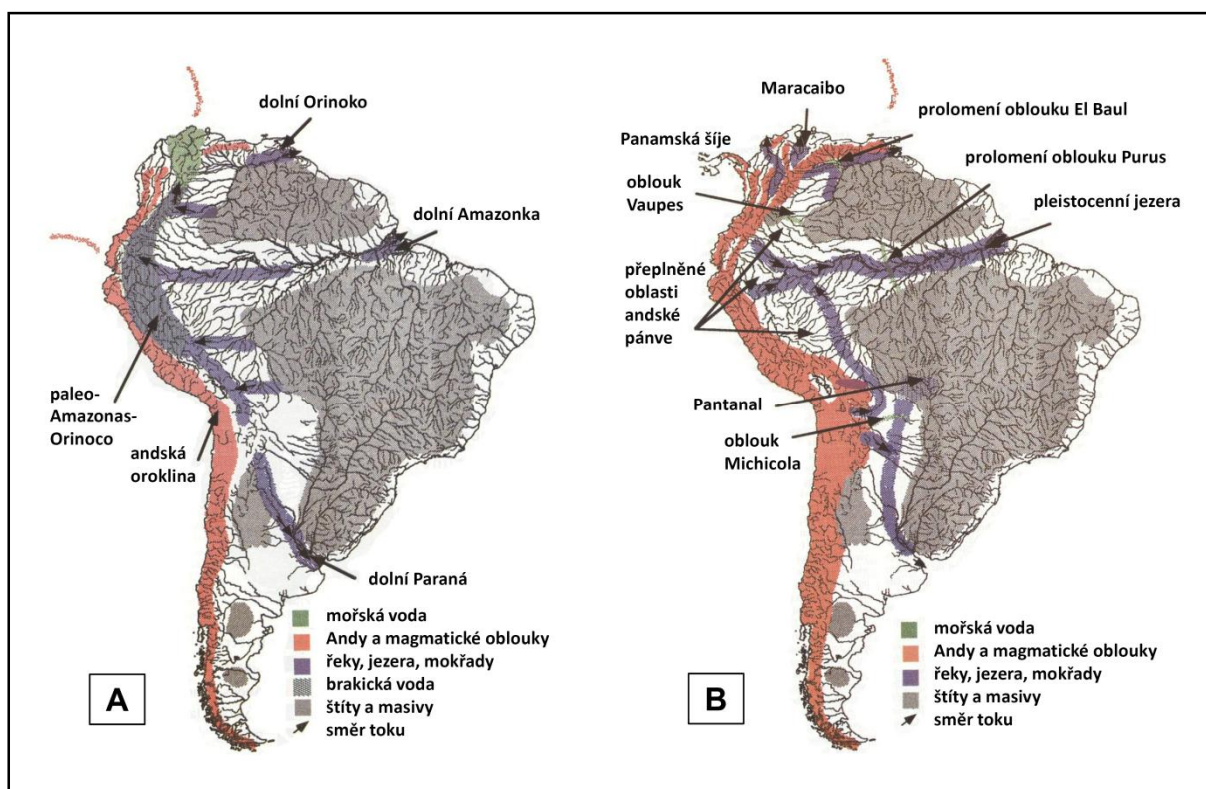 dolní Orinoko
dolní Amazonka
paleo-
Amazonas-
Orinoco
andská
oroklina
dolní Paraná
mořská voda
Andy a magmatické oblouky
řeky, jezera, mokřady
brakická voda
štíty a masivy
směr toku
A
Maracaibo
Panamská šíje
prolomení oblouku El Baul
oblouk
Vaupes
prolomení oblouku Purus
pleistocenní jezera
přeplněné
oblasti
andské
pánve
Pantanal
oblouk
Michicola
mořská voda
Andy a magmatické oblouky
řeky, jezera, mokřady
štíty a masivy
směr toku
B